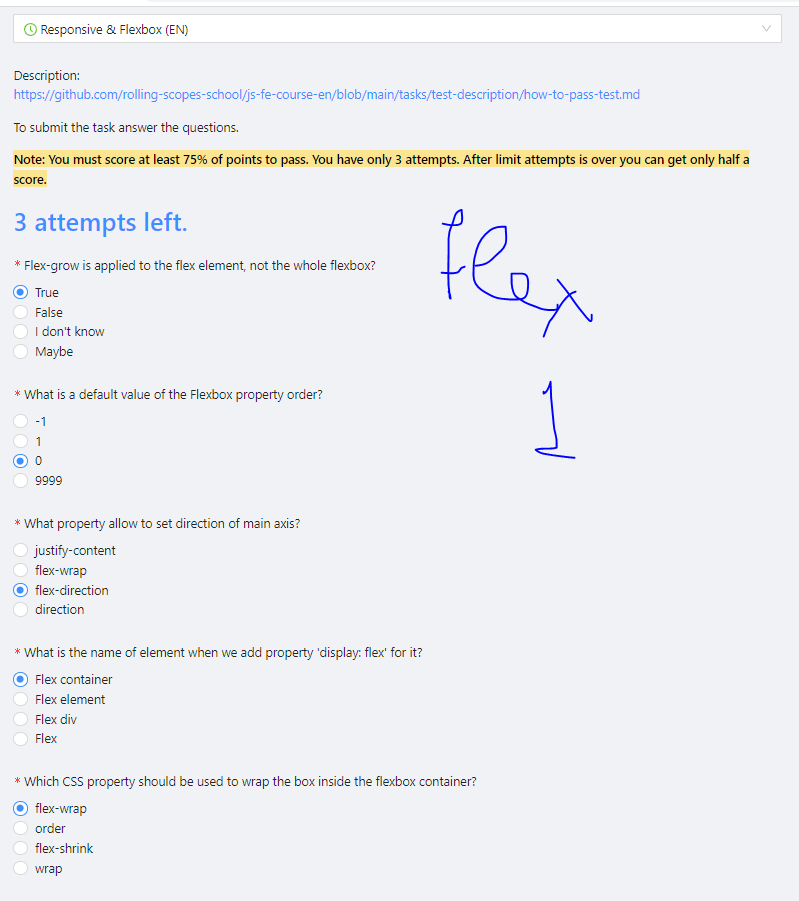 Responsive & Flexbox (EN)
Description:
https://github.com/rolling-scopes-school/js-fe-course-en/blob/main/tasks/test-description/how-to-pass-test.md
To submit the task answer the questions.
Note: You must score at least 75% of points to pass. You have only 3 attempts. After limit attempts is over you can get only half a
score.
3 attempts left.
* Flex-grow is applied to the flex element, not the whole flexbox?
True
False
I don't know
Maybe
flex
1
* What is a default value of the Flexbox property order?
-1
1
0
9999
* What property allow to set direction of main axis?
justify-content
flex-wrap
flex-direction
direction
* What is the name of element when we add property 'display: flex' for it?
Flex container
Flex element
Flex div
Flex
* Which CSS property should be used to wrap the box inside the flexbox container?
flex-wrap
order
flex-shrink
wrap